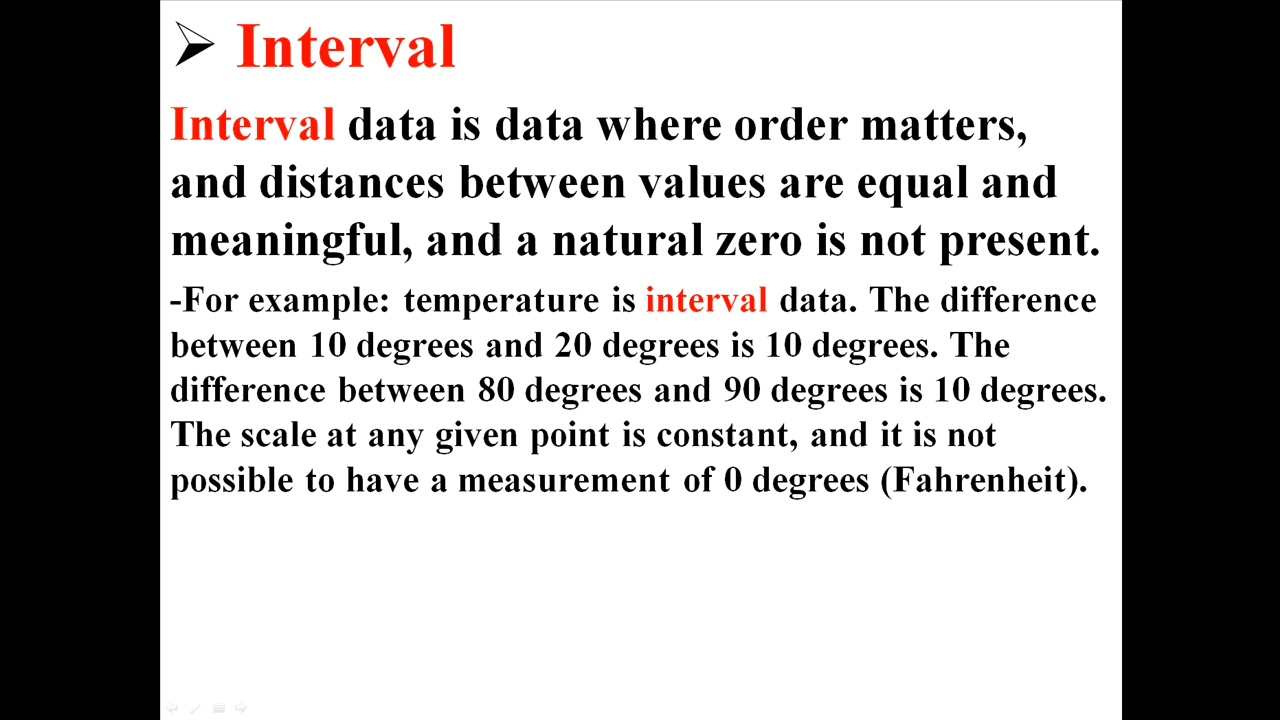 Interval
Interval data is data where order matters,
and distances between values are equal and
meaningful, and a natural zero is not present.
-For example: temperature is interval data. The difference
between 10 degrees and 20 degrees is 10 degrees. The
difference between 80 degrees and 90 degrees is 10 degrees.
The scale at any given point is constant, and it is not
possible to have a measurement of 0 degrees (Fahrenheit).